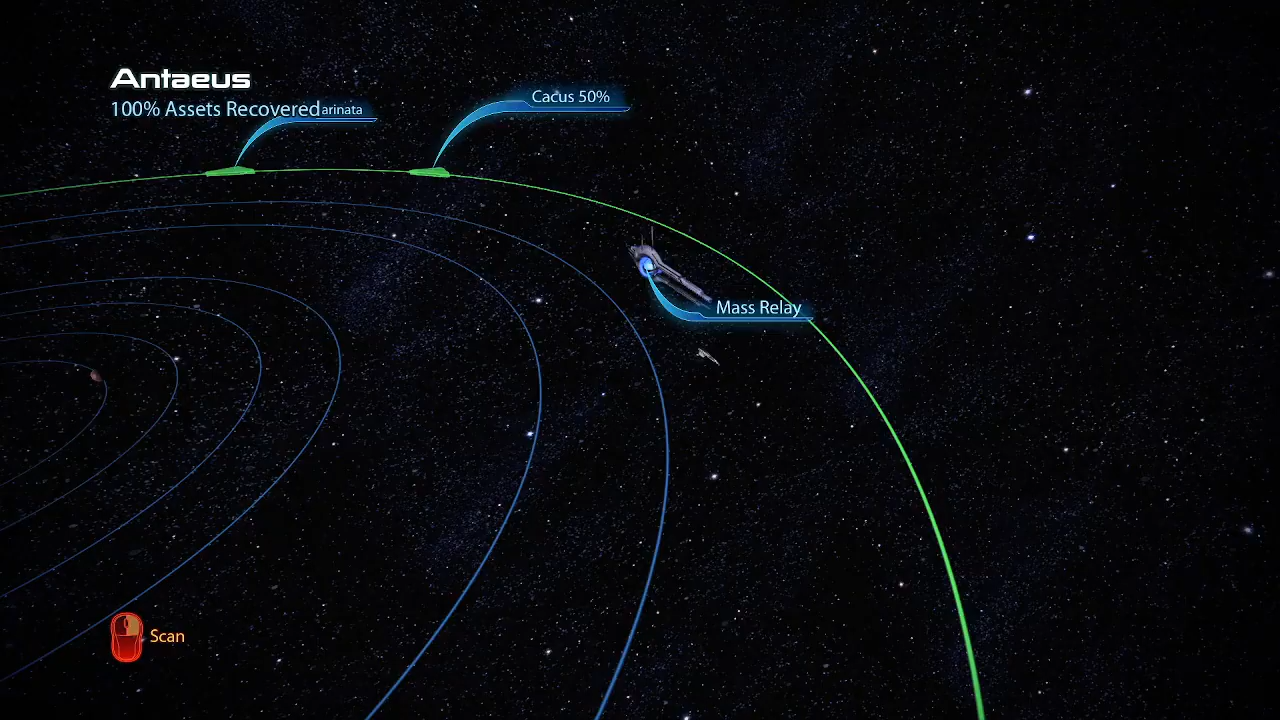 Antaeus
100% Assets Recovered
arinata
Cacus 50%
Mass Relay
Scan